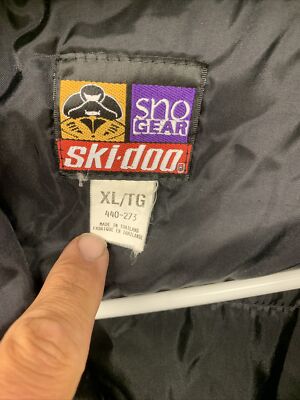 SNO
GEAR
ski-doo®
XL/TG
440-273
MADE IN THAILAND
FABRIQUE EN THAILANDE